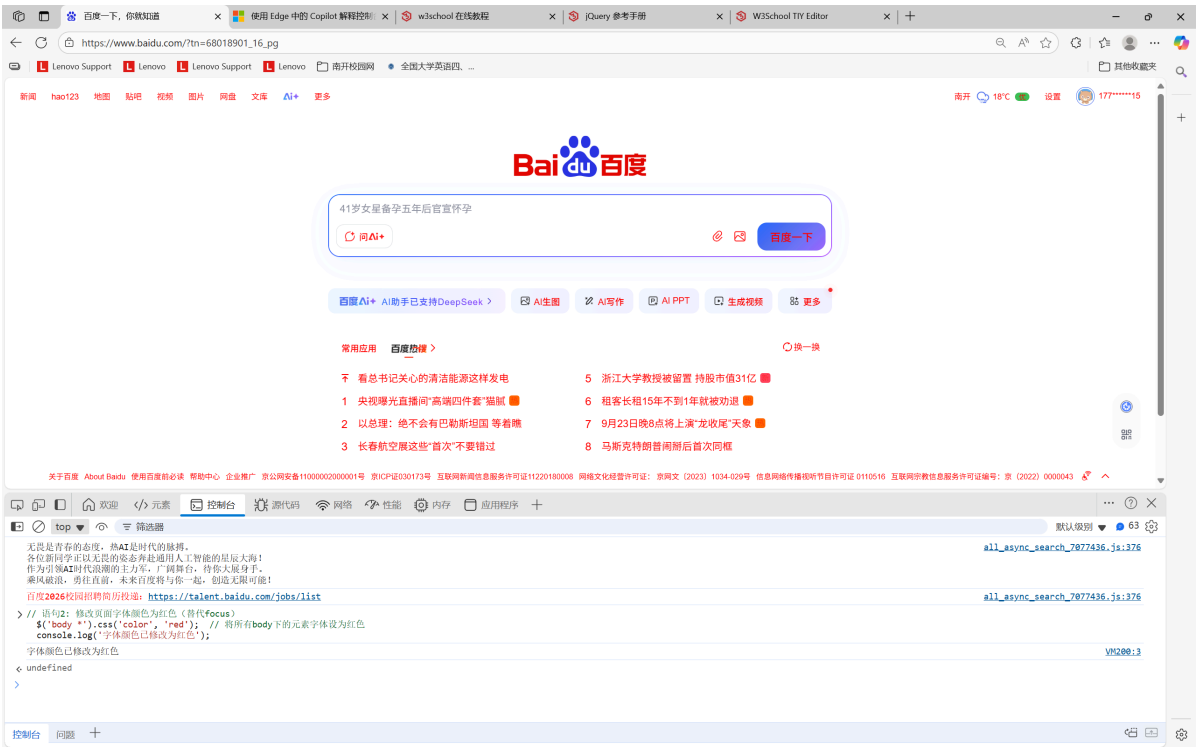 百度一下，你就知道
使用 Edge 中的 Copilot 解释控制台
w3school 在线教程
jQuery 参考手册
W3School TIY Editor
https://www.baidu.com/?tn=68018901_16_pg
Lenovo Support Lenovo Lenovo Support Lenovo 南开校园网 全国大学英语四、... 其他收藏夹
新闻 hao123 地图 贴吧 视频 图片 网盘 文库 Ai+ 更多 南开 18℃ 优 设置 177******15
Bai du 百度
41岁女星备孕五年后官宣怀孕
问Ai+ 百度一下
百度Ai+ AI助手已支持DeepSeek AI生图 AI写作 AI PPT 生成视频 更多
常用应用 百度热搜 换一换
看总书记关心的清洁能源这样发电
1 央视曝光直播间“高端四件套”猫腻
2 以总理：绝不会有巴勒斯坦国 等着瞧
3 长春航空展这些“首次”不要错过
5 浙江大学教授被留置 持股市值31亿
6 租客长租15年不到1年就被劝退
7 9月23日晚8点将上演“龙收尾”天象
8 马斯克特朗普闹掰后首次同框
关于百度 About Baidu 使用百度前必读 帮助中心 企业推广 京公网安备11000002000001号 京ICP证030173号 互联网新闻信息服务许可证11220180008 网络文化经营许可证： 京网文（2023）1034-029号 信息网络传播视听节目许可证 0110516 互联网宗教信息服务许可证编号：京（2022）0000043
欢迎 元素 控制台 源代码 网络 性能 内存 应用程序
top 筛选器 默认级别 63
无畏是青春的态度，热AI是时代的脉搏。 all_async_search_7077436.js:376
各位新同学正以无畏的姿态奔赴通用人工智能的星辰大海！
作为引领AI时代浪潮的主力军，广阔舞台，待你大展身手。
乘风破浪，勇往直前，未来百度将与你一起，创造无限可能！
百度2026校园招聘简历投递：https://talent.baidu.com/jobs/list all_async_search_7077436.js:376
// 语句2：修改页面字体颜色为红色（替代focus）
$('body *').css('color', 'red'); // 将所有body下的元素字体设为红色
console.log('字体颜色已修改为红色');
字体颜色已修改为红色 VM200:3
undefined
控制台 问题